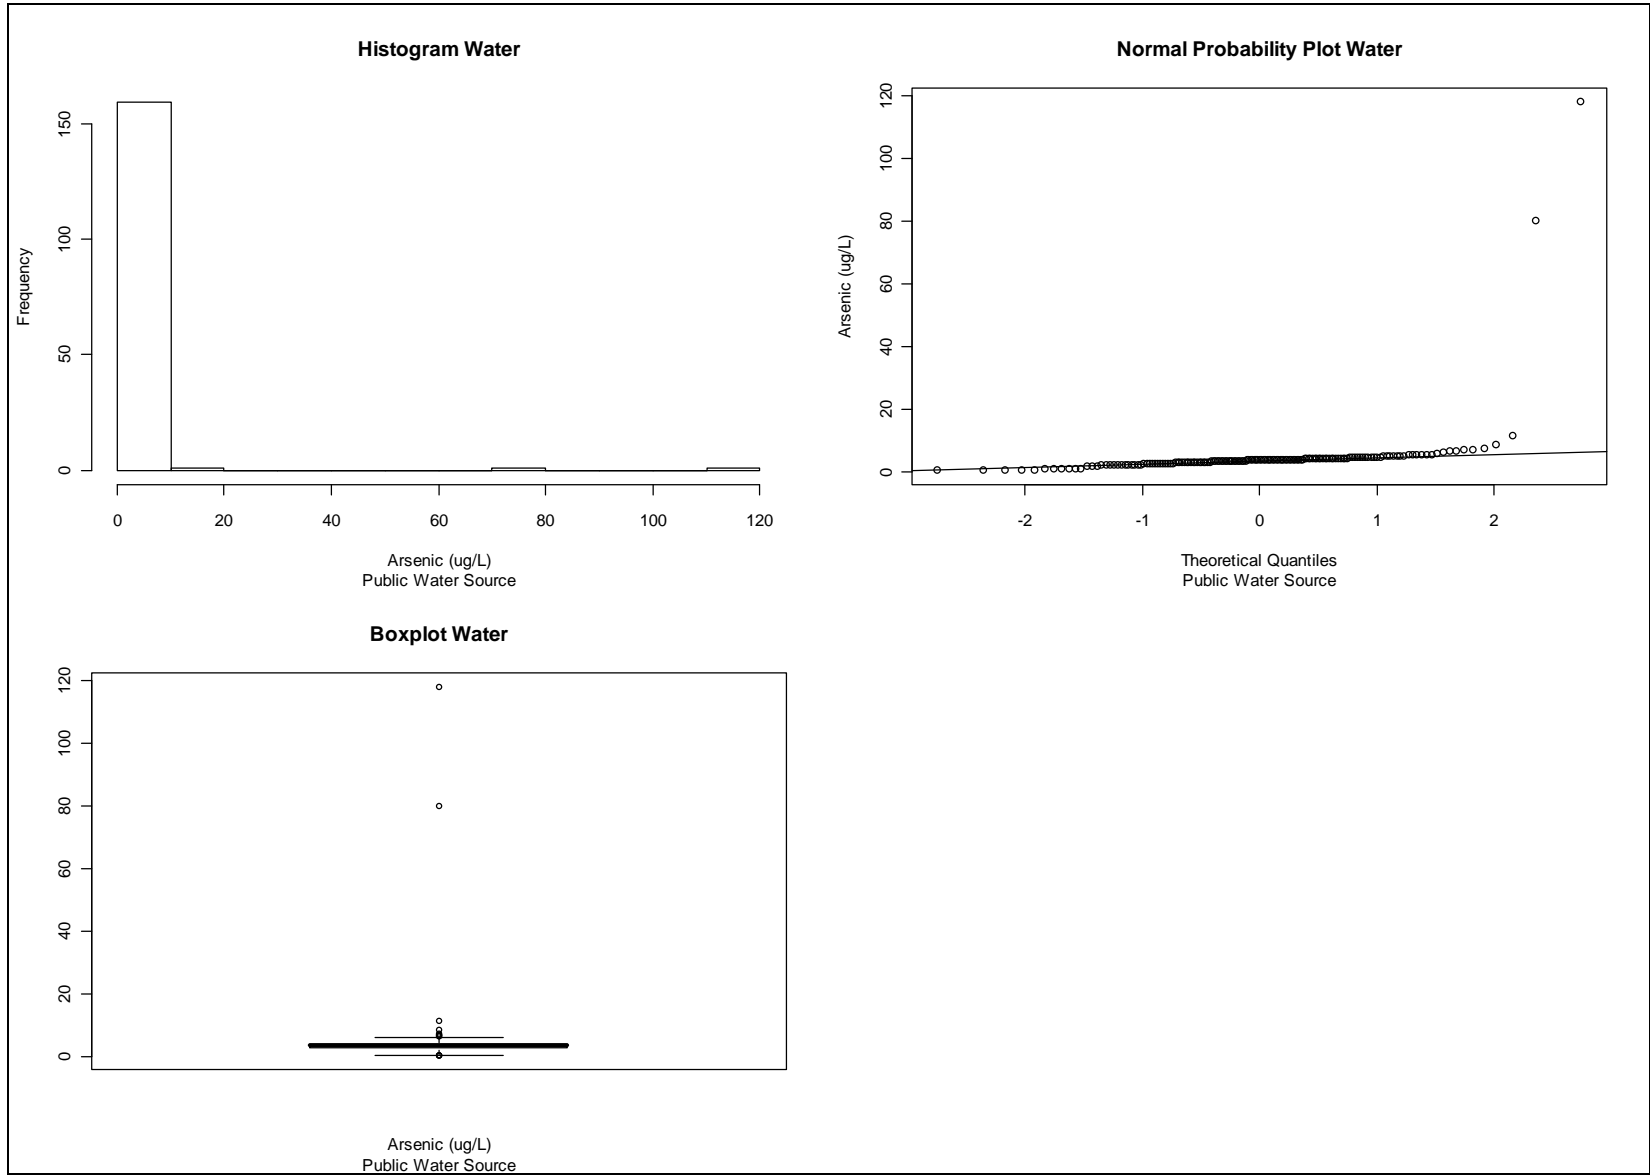 Histogram Water
Frequency
0 50 100 150
0 20 40 60 80 100 120
Arsenic (ug/L)
Public Water Source
Normal Probability Plot Water
Arsenic (ug/L)
0 20 40 60 80 100 120
-2 -1 0 1 2
Theoretical Quantiles
Public Water Source
Boxplot Water
0 20 40 60 80 100 120
Arsenic (ug/L)
Public Water Source